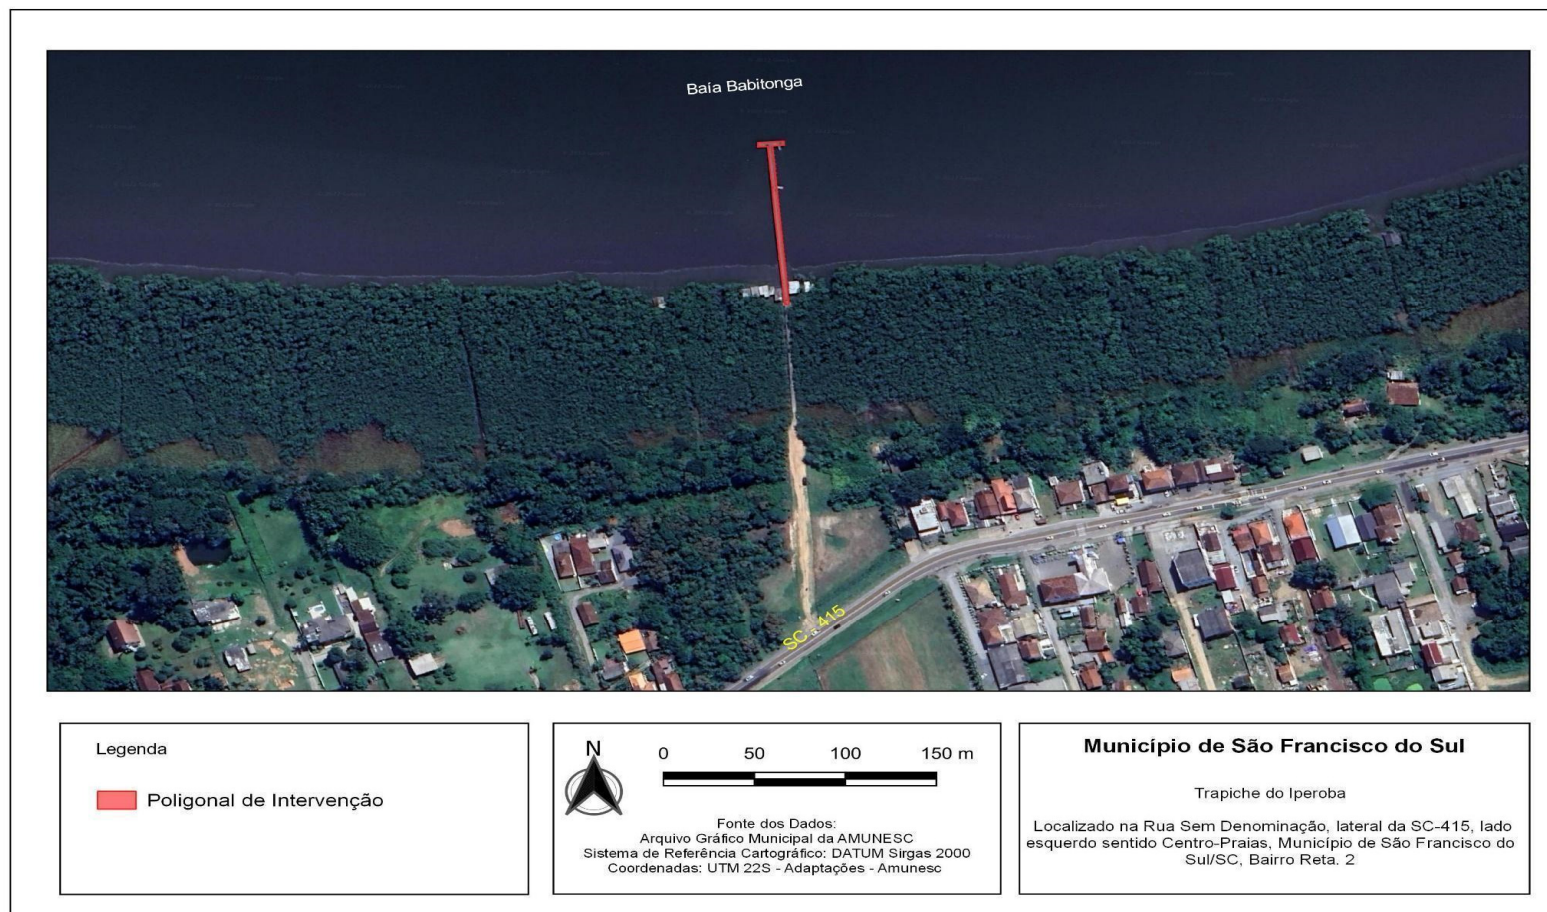 Baía Babitonga
SC - 415
Legenda
Poligonal de Intervenção
N
0 50 100 150 m
Fonte dos Dados:
Arquivo Gráfico Municipal da AMUNESC
Sistema de Referência Cartográfico: DATUM Sirgas 2000
Coordenadas: UTM 22S - Adaptações - Amunesc
Município de São Francisco do Sul
Trapiche do Iperoba
Localizado na Rua Sem Denominação, lateral da SC-415, lado
esquerdo sentido Centro-Praias, Município de São Francisco do
Sul/SC, Bairro Reta. 2